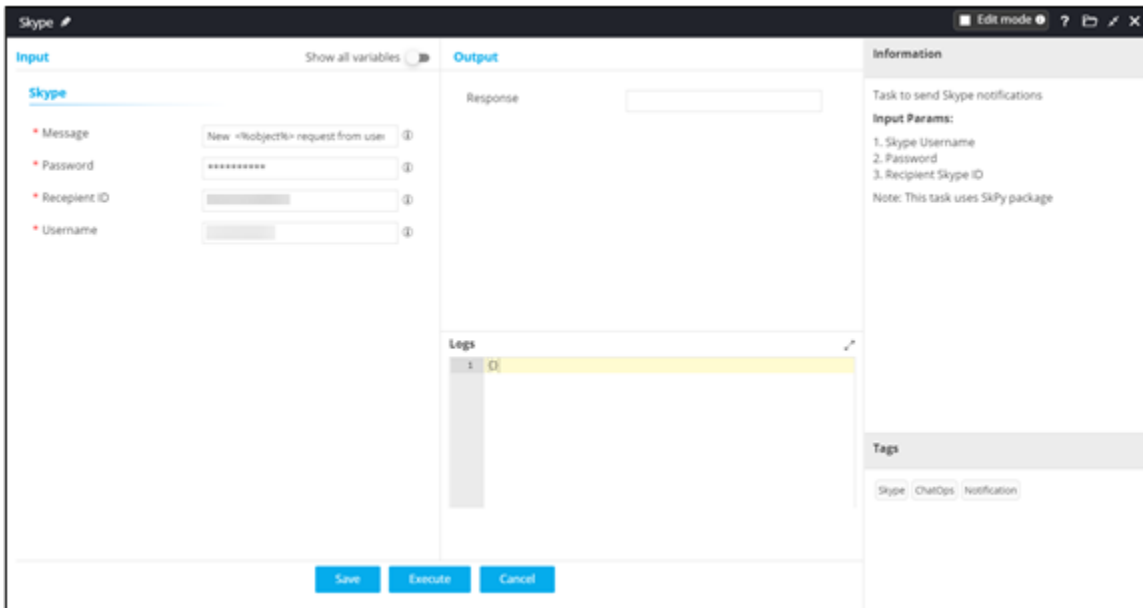 Skype
Edit mode
?
Input
Show all variables
Output
Information
Skype
Response
Task to send Skype notifications
Input Params:
* Message
New <%object%> request from user
1. Skype Username
* Password
**********
2. Password
3. Recipient Skype ID
* Recepient ID
Note: This task uses SkPy package
* Username
Logs
1 {}
Tags
Skype ChatOps Notification
Save Execute Cancel